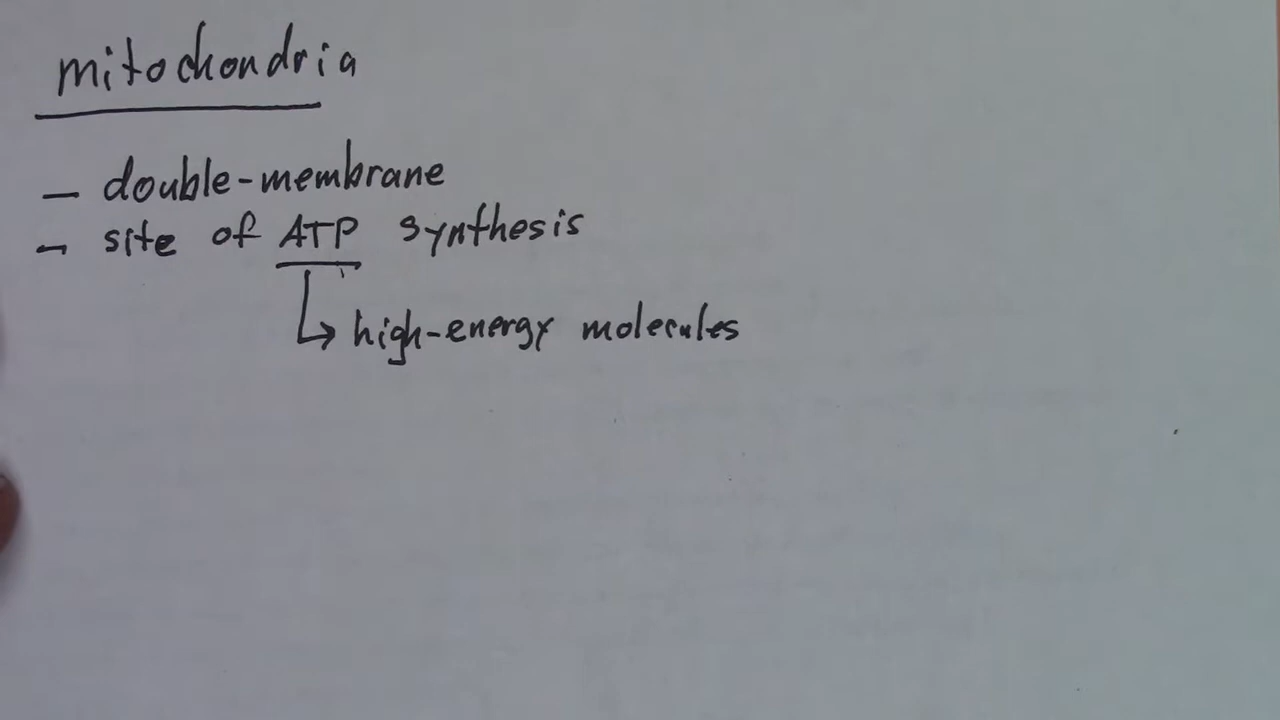 mitochondria
- double-membrane
- site of ATP synthesis
↳ high-energy molecules